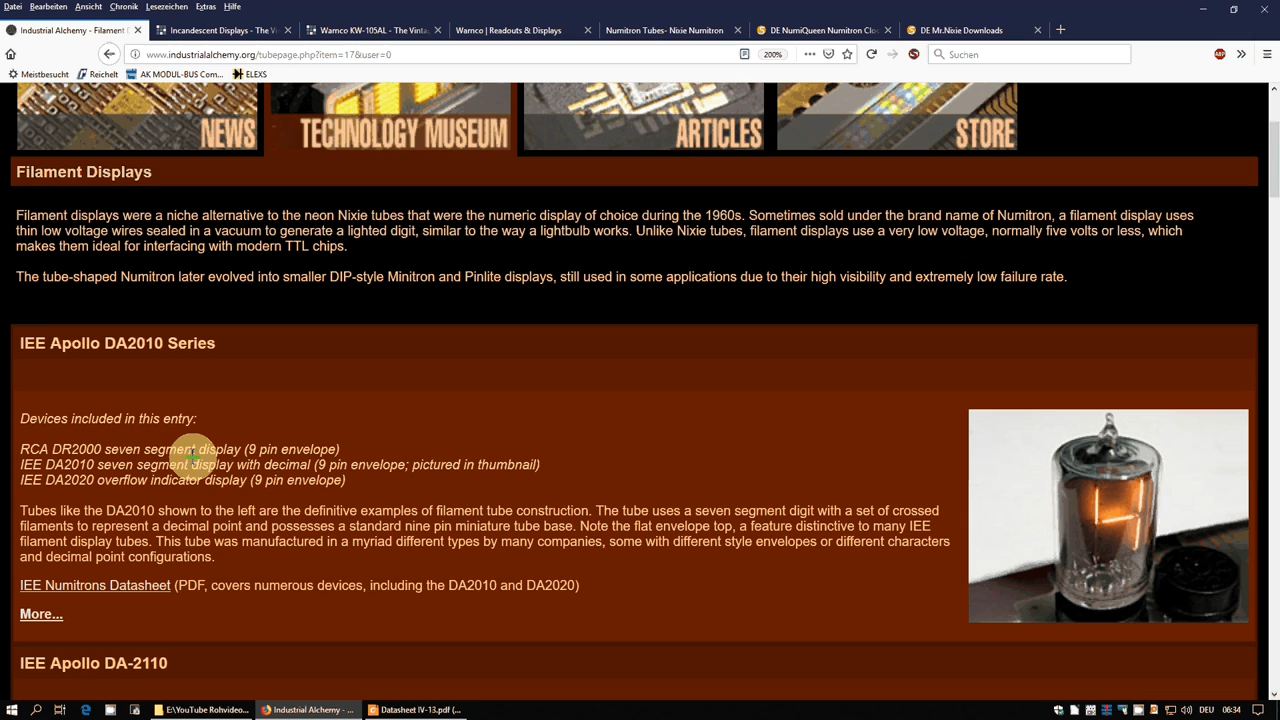 Datei Bearbeiten Ansicht Chronik Lesezeichen Extras Hilfe
Industrial Alchemy - Filament Incandescent Displays - The Vi Wamco KW-105AL - The Vinta Wamco | Readouts & Displays Numitron Tubes- Nixie Numitron DE NumiQueen Numitron Clo DE Mr.Nixie Downloads
www.industrialalchemy.org/tubepage.php?item=17&user=0 200% Suchen ABP
Meistbesucht Reichelt AK MODUL-BUS Com... ELEXS
NEWS TECHNOLOGY MUSEUM ARTICLES STORE
Filament Displays
Filament displays were a niche alternative to the neon Nixie tubes that were the numeric display of choice during the 1960s. Sometimes sold under the brand name of Numitron, a filament display uses
thin low voltage wires sealed in a vacuum to generate a lighted digit, similar to the way a lightbulb works. Unlike Nixie tubes, filament displays use a very low voltage, normally five volts or less, which
makes them ideal for interfacing with modern TTL chips.
The tube-shaped Numitron later evolved into smaller DIP-style Minitron and Pinlite displays, still used in some applications due to their high visibility and extremely low failure rate.
IEE Apollo DA2010 Series
Devices included in this entry:
RCA DR2000 seven segment display (9 pin envelope)
IEE DA2010 seven segment display with decimal (9 pin envelope; pictured in thumbnail)
IEE DA2020 overflow indicator display (9 pin envelope)
Tubes like the DA2010 shown to the left are the definitive examples of filament tube construction. The tube uses a seven segment digit with a set of crossed
filaments to represent a decimal point and possesses a standard nine pin miniature tube base. Note the flat envelope top, a feature distinctive to many IEE
filament display tubes. This tube was manufactured in a myriad different types by many companies, some with different style envelopes or different characters
and decimal point configurations.
IEE Numitrons Datasheet (PDF, covers numerous devices, including the DA2010 and DA2020)
More...
IEE Apollo DA-2110
E:\YouTube Rohvideo... Industrial Alchemy - ... Datasheet IV-13.pdf (... DEU 06:34